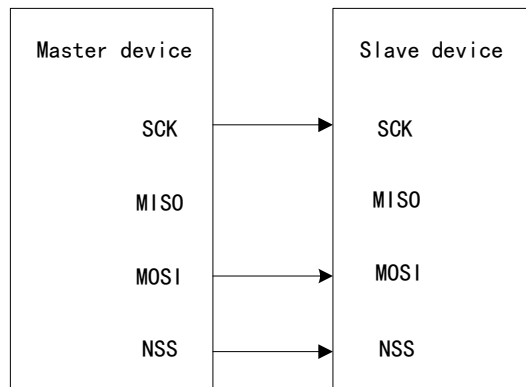 Master device
SCK
MISO
MOSI
NSS
Slave device
SCK
MISO
MOSI
NSS